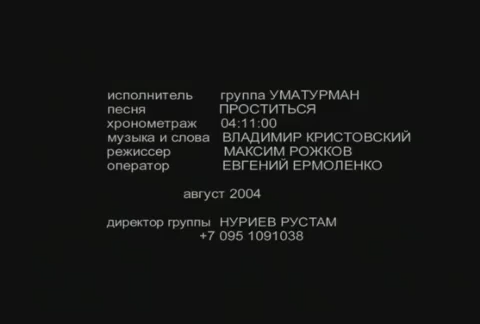 исполнитель группа УМАТУРМАН
песня ПРОСТИТЬСЯ
хронометраж 04:11:00
музыка и слова ВЛАДИМИР КРИСТОВСКИЙ
режиссер МАКСИМ РОЖКОВ
оператор ЕВГЕНИЙ ЕРМОЛЕНКО
август 2004
директор группы НУРИЕВ РУСТАМ
+7 095 1091038